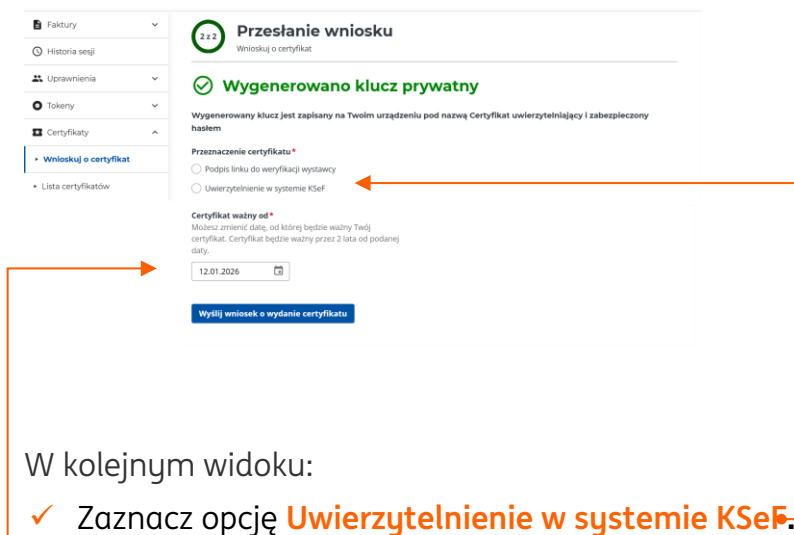 Faktury
Historia sesji
Uprawnienia
Tokeny
Certyfikaty
Wnioskuj o certyfikat
Lista certyfikatów
2 z 2
Przesłanie wniosku
Wnioskuj o certyfikat
Wygenerowano klucz prywatny
Wygenerowany klucz jest zapisany na Twoim urządzeniu pod nazwą Certyfikat uwierzytelniający i zabezpieczony
hasłem
Przeznaczenie certyfikatu*
Podpis linku do weryfikacji wystawcy
Uwierzytelnienie w systemie KSeF
Certyfikat ważny od*
Możesz zmienić datę, od której będzie ważny Twój
certyfikat. Certyfikat będzie ważny przez 2 lata od podanej
daty.
12.01.2026
Wyślij wniosek o wydanie certyfikatu
W kolejnym widoku:
✓ Zaznacz opcję Uwierzytelnienie w systemie KSeF.